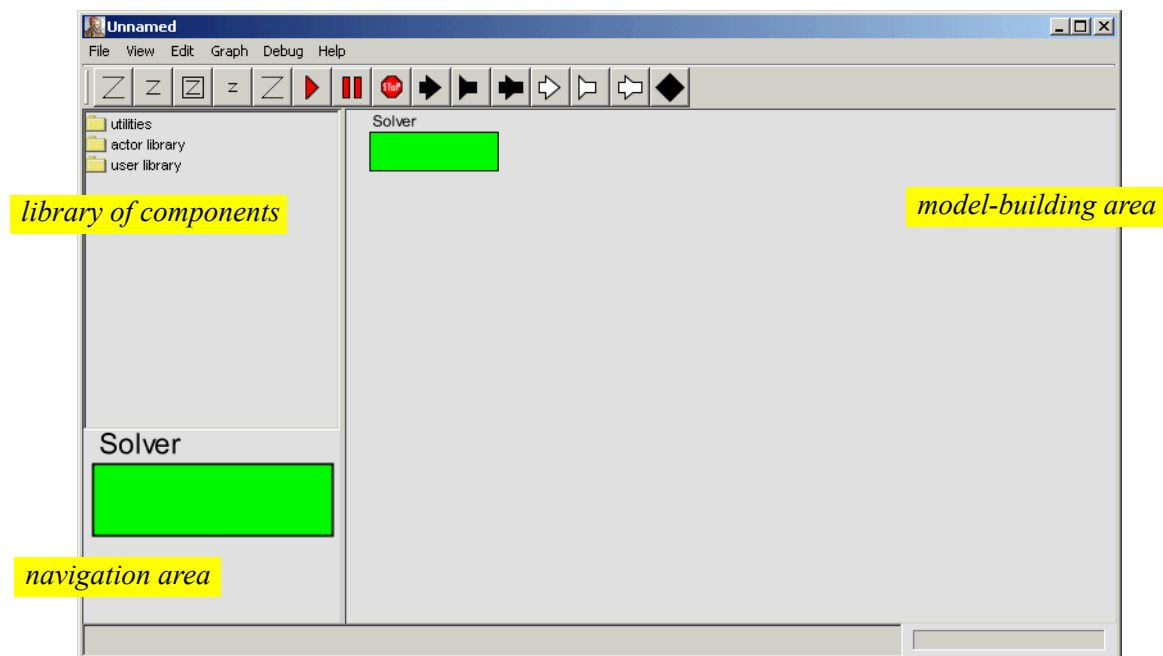 Unnamed
File View Edit Graph Debug Help
Z Z Z Z Z STOP
utilities
actor library
user library
Solver
library of components
model-building area
Solver
navigation area